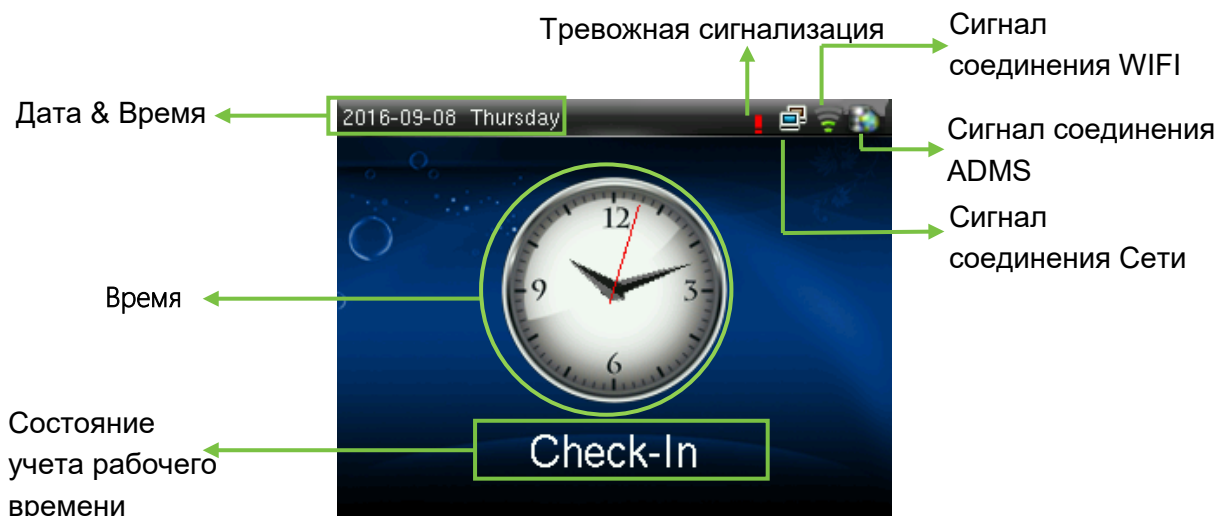 Тревожная сигнализация
Сигнал
соединения WIFI
Дата & Время
2016-09-08 Thursday
Сигнал соединения
ADMS
Сигнал
соединения Сети
12
9
3
6
Время
Состояние
учета рабочего
времени
Check-In